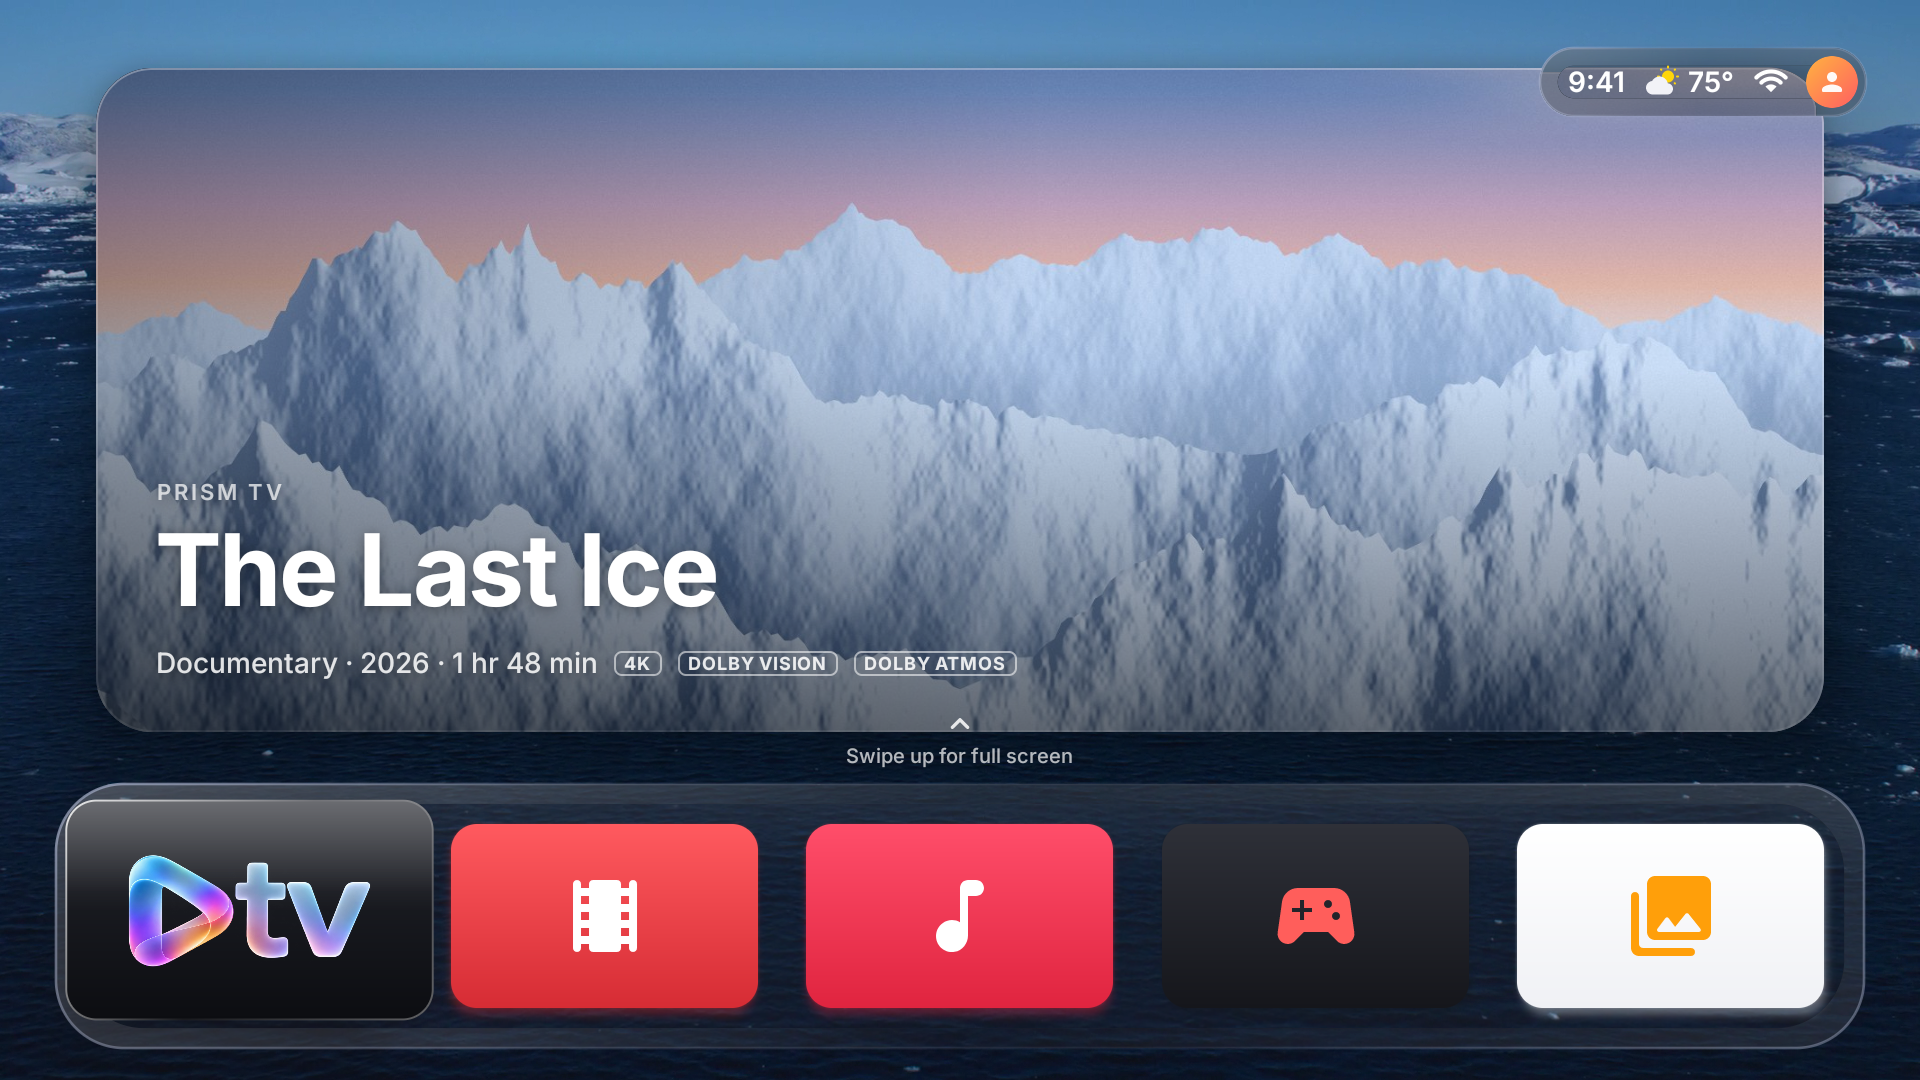 9:41 75°
PRISM TV
The Last Ice
Documentary · 2026 · 1 hr 48 min 4K DOLBY VISION DOLBY ATMOS
Swipe up for full screen
tv